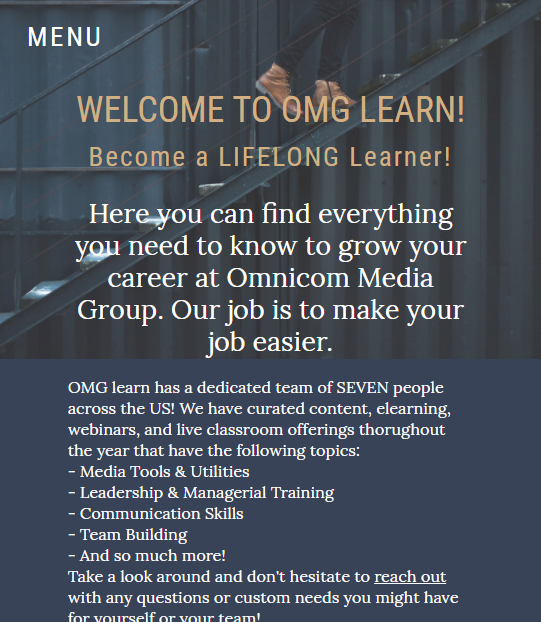 MENU
WELCOME TO OMG LEARN!
Become a LIFELONG Learner!
Here you can find everything
you need to know to grow your
career at Omnicom Media
Group. Our job is to make your
job easier.
OMG learn has a dedicated team of SEVEN people
across the US! We have curated content, elearning,
webinars, and live classroom offerings thorughout
the year that have the following topics:
- Media Tools & Utilities
- Leadership & Managerial Training
- Communication Skills
- Team Building
- And so much more!
Take a look around and don't hesitate to reach out
with any questions or custom needs you might have
for yourself or your team!